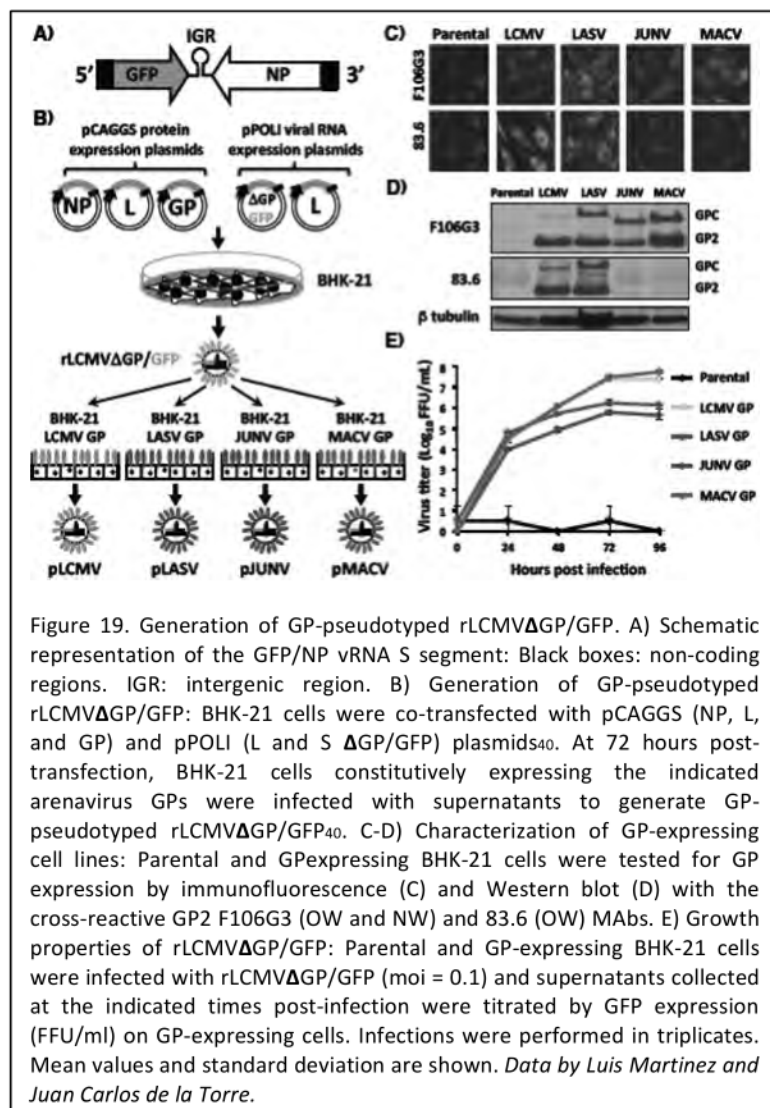 A)
IGR
5’
GFP
NP
3’
B)
pCAGGS protein
expression plasmids
pPOLI viral RNA
expression plasmids
NP
L
GP
ΔGP
GFP
L
BHK-21
rLCMVΔGP/GFP
BHK-21
LCMV GP
BHK-21
LASV GP
BHK-21
JUNV GP
BHK-21
MACV GP
pLCMV
pLASV
pJUNV
pMACV
C)
Parental LCMV LASV JUNV MACV
F106G3
83.6
D)
Parental LCMV LASV JUNV MACV
F106G3
GPC
GP2
83.6
GPC
GP2
β tubulin
E)
Virus titer (Log10 FFU/mL)
8
7
6
5
4
3
2
1
0
0 24 48 72 96
Hours post infection
Parental
LCMV GP
LASV GP
JUNV GP
MACV GP
Figure 19. Generation of GP-pseudotyped rLCMVΔGP/GFP. A) Schematic
representation of the GFP/NP vRNA S segment: Black boxes: non-coding
regions. IGR: intergenic region. B) Generation of GP-pseudotyped
rLCMVΔGP/GFP: BHK-21 cells were co-transfected with pCAGGS (NP, L,
and GP) and pPOLI (L and S ΔGP/GFP) plasmids40. At 72 hours post-
transfection, BHK-21 cells constitutively expressing the indicated
arenavirus GPs were infected with supernatants to generate GP-
pseudotyped rLCMVΔGP/GFP40. C-D) Characterization of GP-expressing
cell lines: Parental and GPexpressing BHK-21 cells were tested for GP
expression by immunofluorescence (C) and Western blot (D) with the
cross-reactive GP2 F106G3 (OW and NW) and 83.6 (OW) MAbs. E) Growth
properties of rLCMVΔGP/GFP: Parental and GP-expressing BHK-21 cells
were infected with rLCMVΔGP/GFP (moi = 0.1) and supernatants collected
at the indicated times post-infection were titrated by GFP expression
(FFU/ml) on GP-expressing cells. Infections were performed in triplicates.
Mean values and standard deviation are shown. Data by Luis Martinez and
Juan Carlos de la Torre.